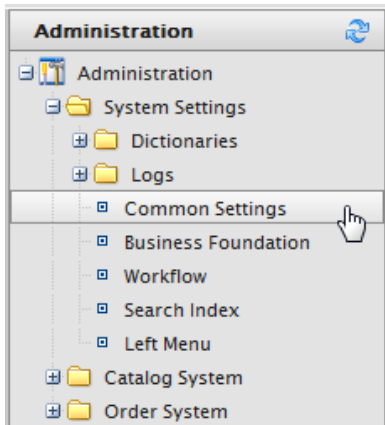 Administration
Administration
System Settings
Dictionaries
Logs
Common Settings
Business Foundation
Workflow
Search Index
Left Menu
Catalog System
Order System